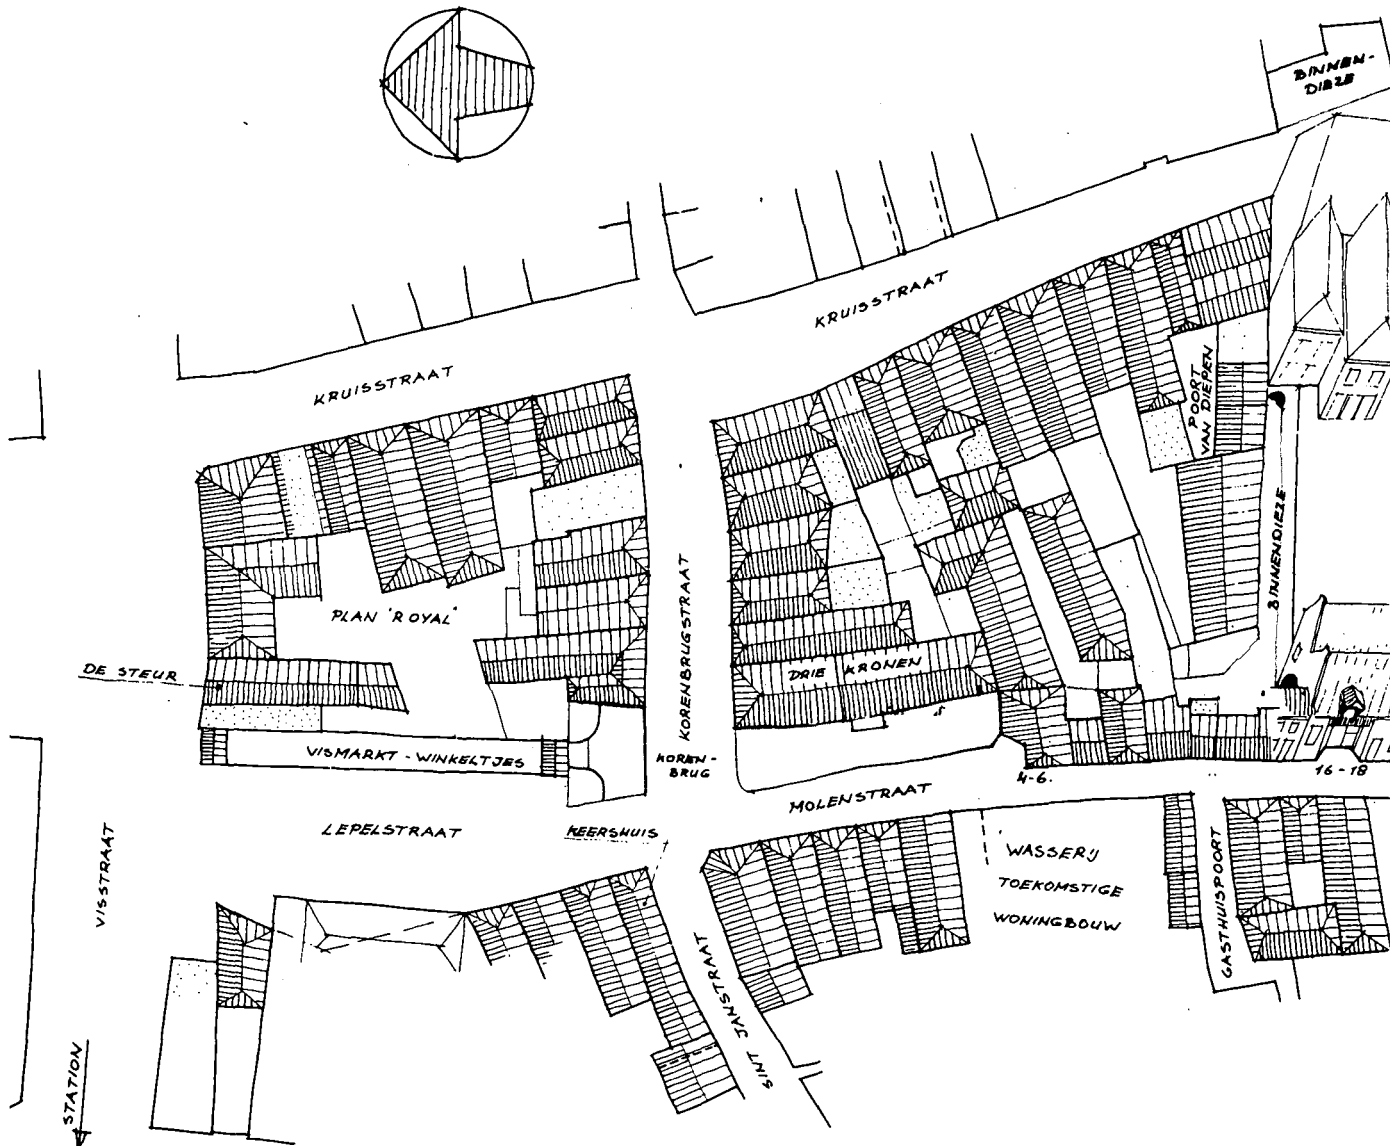 BINNEN-
DIEZE
KRUISSTRAAT
KRUISSTRAAT
POORT
VAN DIEPEN
BINNENDIEZE
PLAN 'ROYAL'
DE STEUR
KORENBRUGSTRAAT
DRIE KRONEN
VISMARKT - WINKELTJES
KOREN-
BRUG
4-6.
16-18
MOLENSTRAAT
LEPELSTRAAT
KEERSHUIS
VISSTRAAT
WASSERIJ
TOEKOMSTIGE
WONINGBOUW
GASTHUISPOORT
SINT JANSTRAAT
STATION